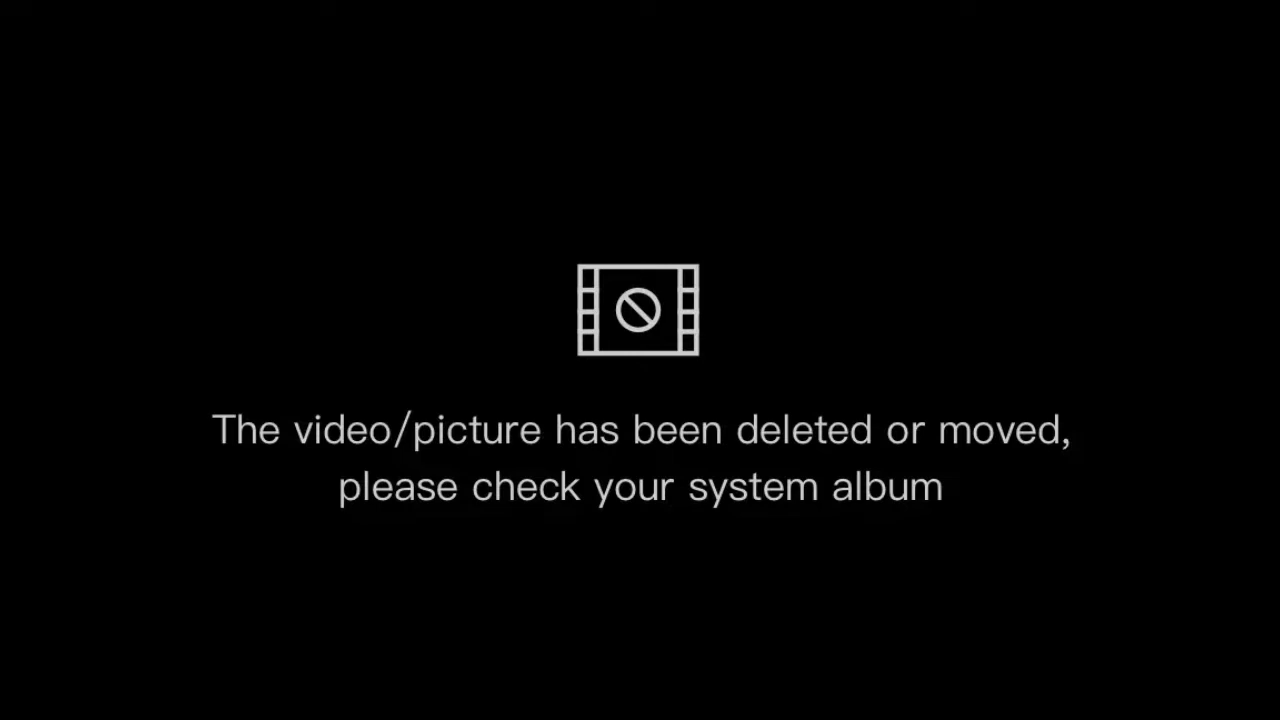 The video/picture has been deleted or moved,
please check your system album